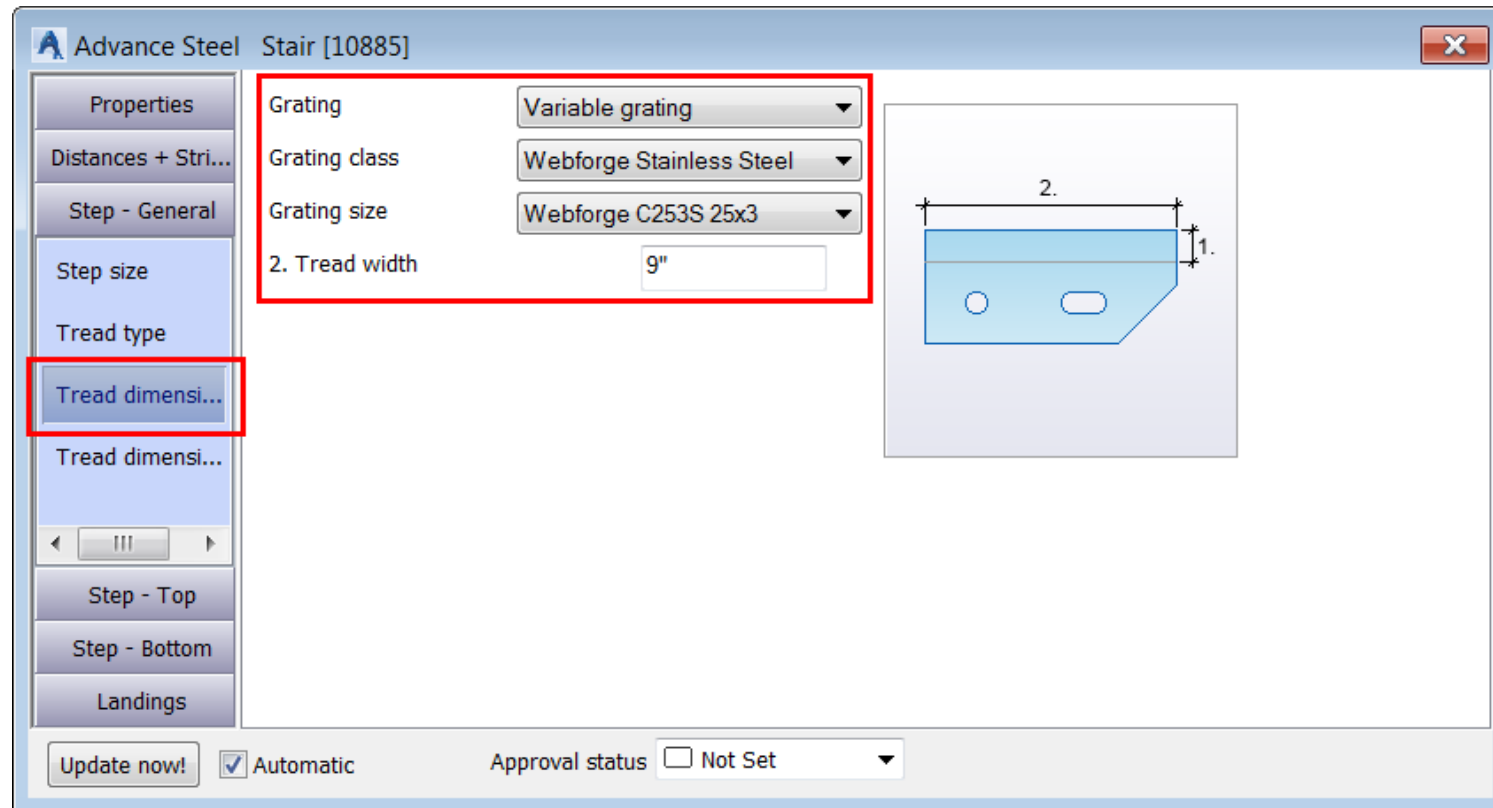 Advance Steel Stair [10885]
Properties
Distances + Stri...
Step - General
Step size
Tread type
Tread dimensi...
Tread dimensi...
Step - Top
Step - Bottom
Landings
Grating Variable grating
Grating class Webforge Stainless Steel
Grating size Webforge C253S 25x3
2. Tread width 9"
2.
1.
Update now! Automatic Approval status Not Set